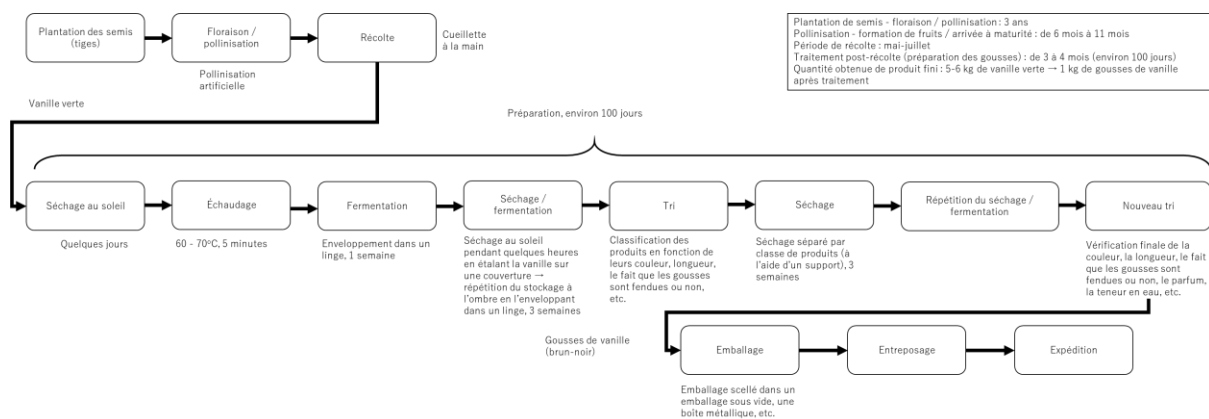 Plantation des semis
(tiges)
Floraison /
pollinisation
Récolte
Cueillette
à la main
Pollinisation
artificielle
Plantation de semis - floraison / pollinisation : 3 ans
Pollinisation - formation de fruits / arrivée à maturité : de 6 mois à 11 mois
Période de récolte : mai-juillet
Traitement post-récolte (préparation des gousses) : de 3 à 4 mois (environ 100 jours)
Quantité obtenue de produit fini : 5-6 kg de vanille verte → 1 kg de gousses de vanille
après traitement
Vanille verte
Préparation, environ 100 jours
Séchage au soleil
Échaudage
Fermentation
Séchage /
fermentation
Tri
Séchage
Répétition du séchage /
fermentation
Nouveau tri
Quelques jours
60 - 70°C, 5 minutes
Enveloppement dans un
linge, 1 semaine
Séchage au soleil
pendant quelques heures
en étalant la vanille sur
une couverture →
répétition du stockage à
l'ombre en l'enveloppant
dans un linge, 3 semaines
Classification des
produits en fonction de
leurs couleur, longueur,
le fait que les gousses
sont fendues ou non,
etc.
Séchage séparé par
classe de produits (à
l'aide d'un support), 3
semaines
Vérification finale de la
couleur, la longueur, le fait
que les gousses sont
fendues ou non, le parfum,
la teneur en eau, etc.
Gousses de vanille
(brun-noir)
Emballage
Entreposage
Expédition
Emballage scellé dans un
emballage sous vide, une
boîte métallique, etc.